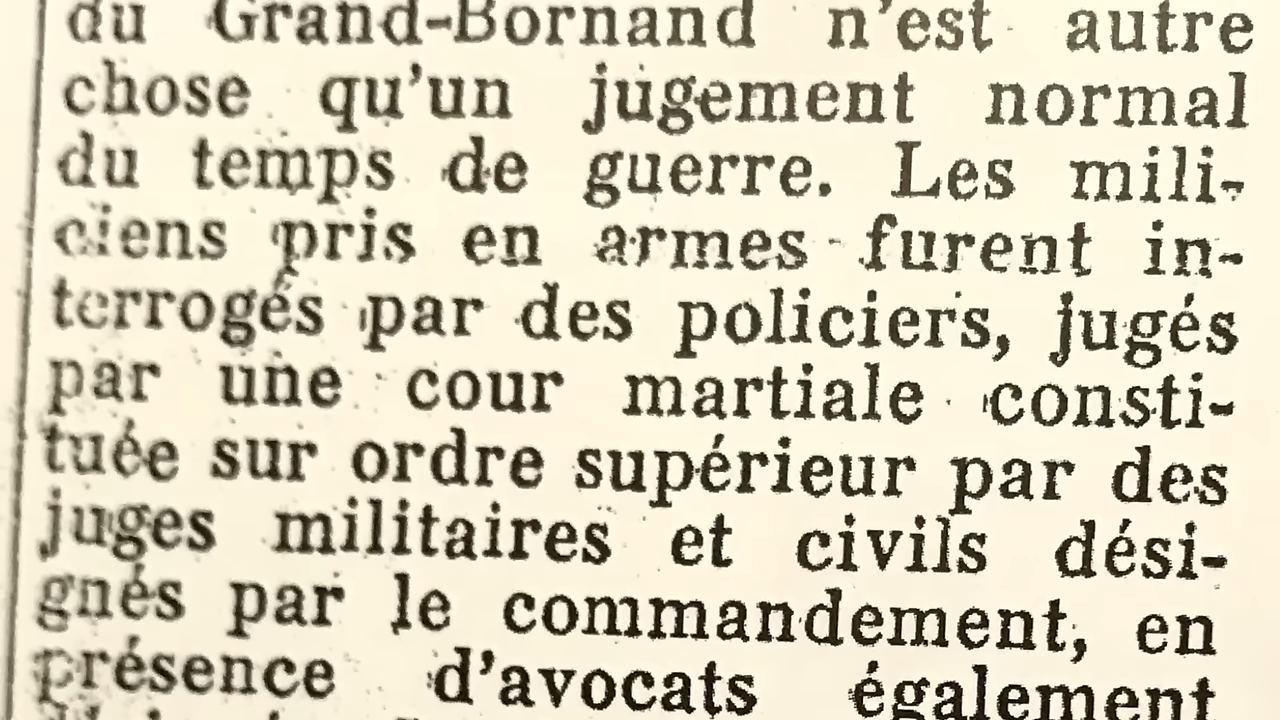 du Grand-Bornand n'est autre
chose qu'un jugement normal
du temps de guerre. Les mili-
ciens pris en armes furent in-
terrogés par des policiers, jugés
par une cour martiale consti-
tuée sur ordre supérieur par des
juges militaires et civils dési-
gnés par le commandement, en
présence d'avocats également